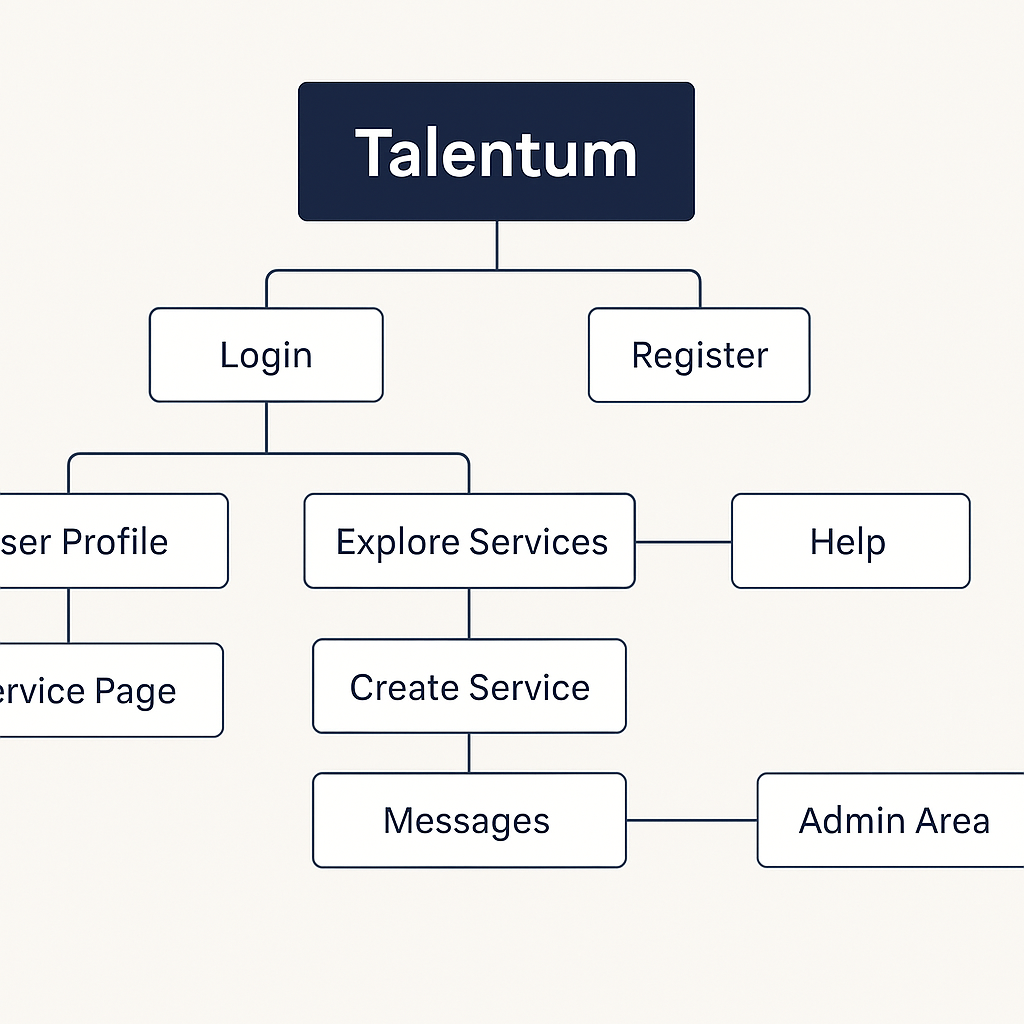 Talentum
Login
Register
ser Profile
Explore Services
Help
ervice Page
Create Service
Messages
Admin Area